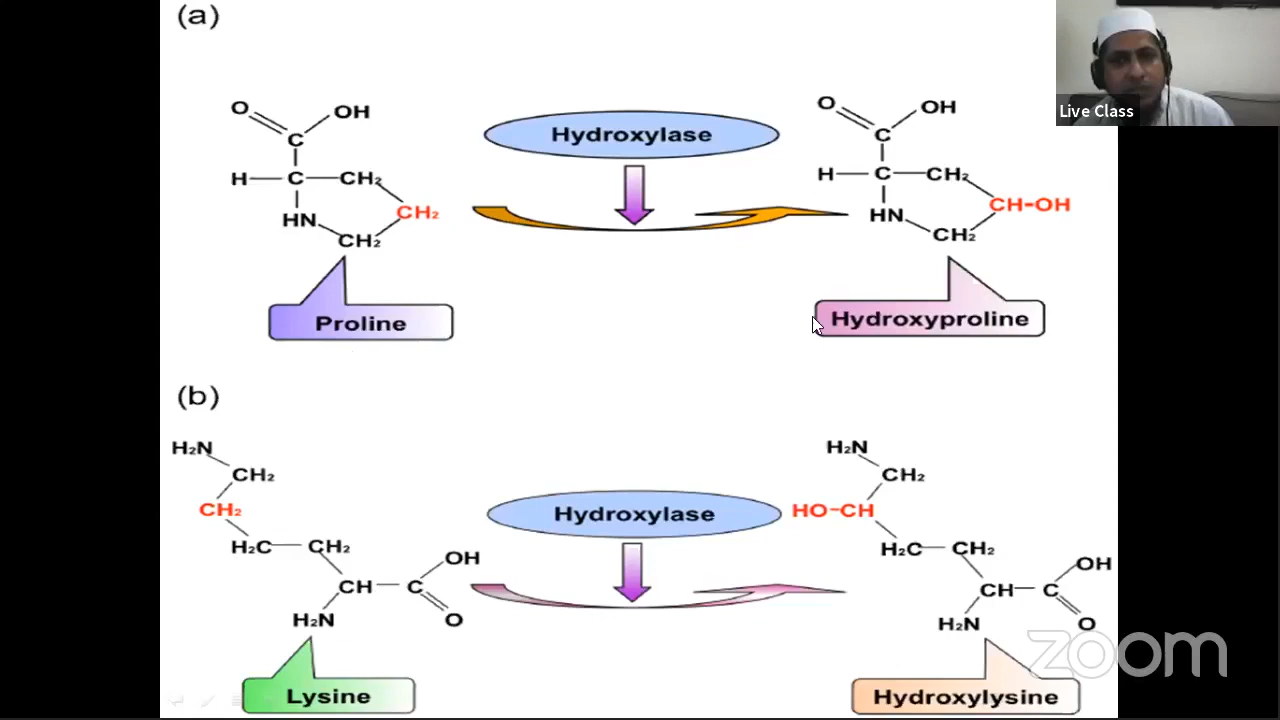 (a)
Live Class
O
OH
C
H
C
CH₂
HN
CH₂
CH₂
Proline
Hydroxylase
O
OH
C
H
C
CH₂
HN
CH-OH
CH₂
Hydroxyproline
(b)
H₂N
CH₂
CH₂
H₂C
CH₂
CH
C
OH
O
H₂N
Lysine
Hydroxylase
H₂N
CH₂
HO-CH
H₂C
CH₂
CH
C
OH
O
H₂N
Hydroxylysine
zoom